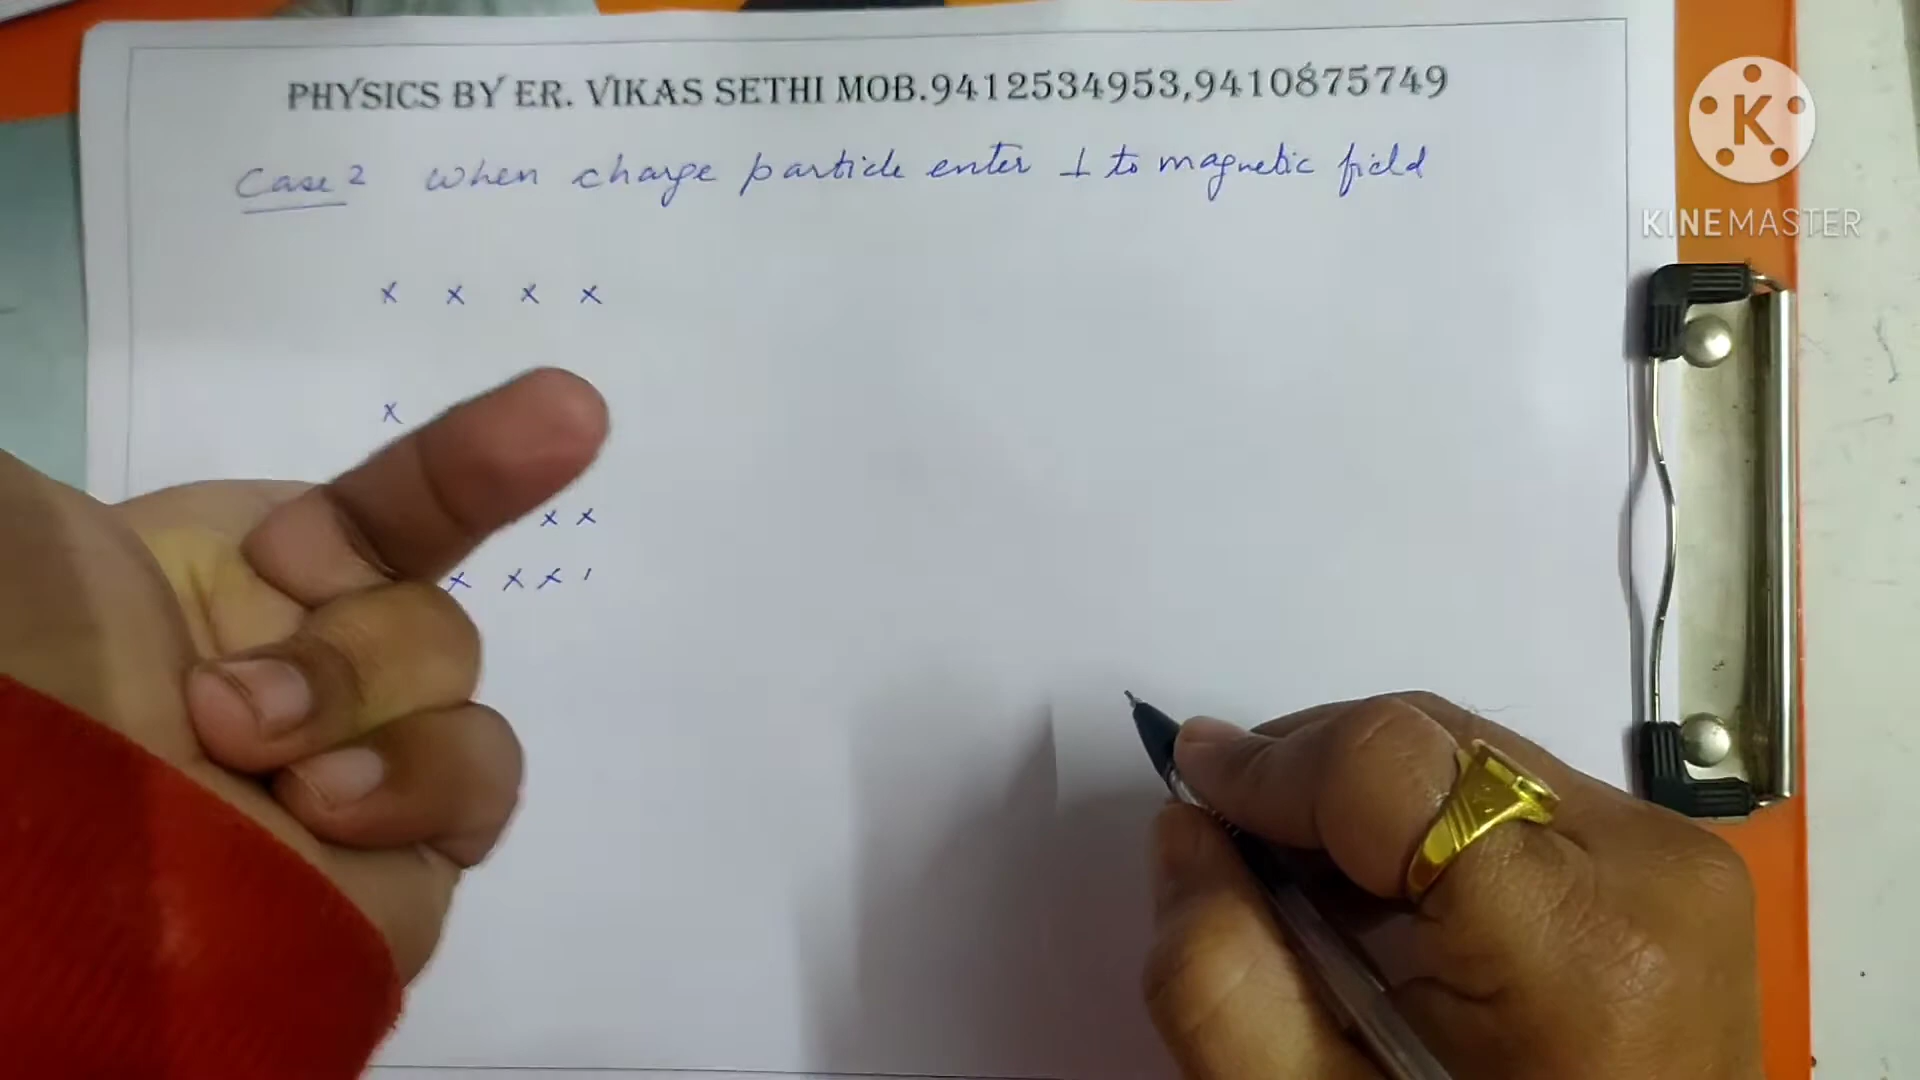 PHYSICS BY ER. VIKAS SETHI MOB.9412534953,9410875749
K
KINEMASTER
Case 2 when charge particle enter ⊥ to magnetic field
x x x x
x
x x
x x x